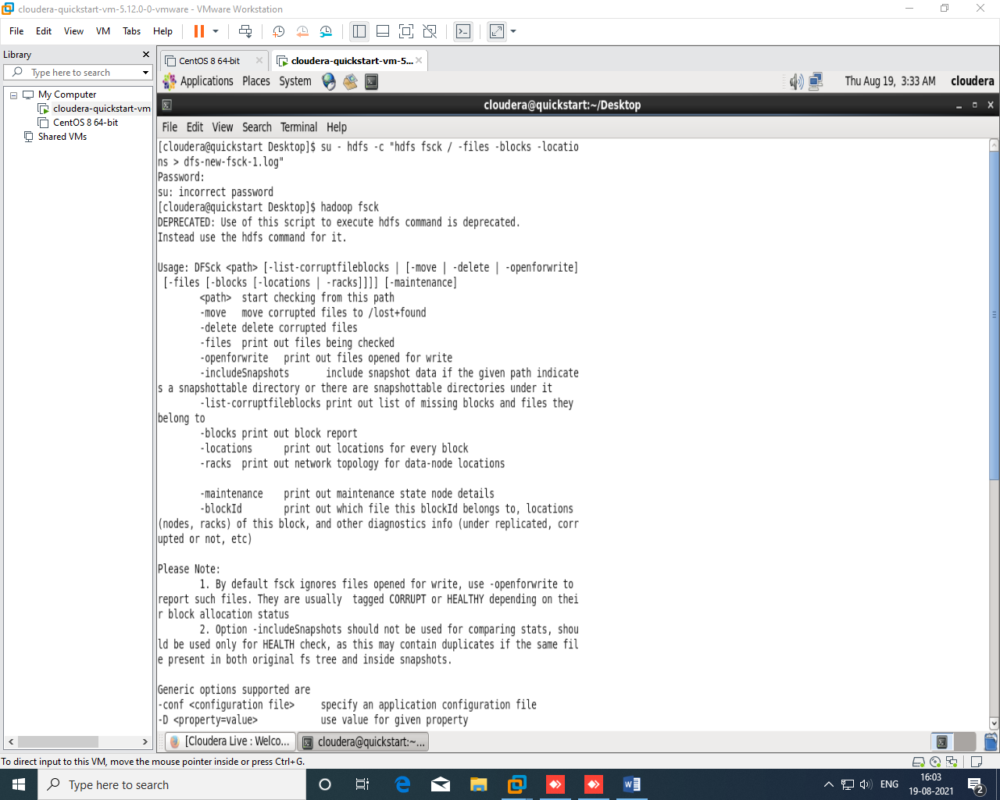 cloudera-quickstart-vm-5.12.0-0-vmware - VMware Workstation
File Edit View VM Tabs Help
Library
Type here to search
My Computer
cloudera-quickstart-vm
CentOS 8 64-bit
Shared VMs
CentOS 8 64-bit
cloudera-quickstart-vm-5...
Applications Places System
Thu Aug 19, 3:33 AM cloudera
cloudera@quickstart:~/Desktop
File Edit View Search Terminal Help
[cloudera@quickstart Desktop]$ su - hdfs -c "hdfs fsck / -files -blocks -locatio
ns > dfs-new-fsck-1.log"
Password:
su: incorrect password
[cloudera@quickstart Desktop]$ hadoop fsck
DEPRECATED: Use of this script to execute hdfs command is deprecated.
Instead use the hdfs command for it.
Usage: DFSck <path> [-list-corruptfileblocks | [-move | -delete | -openforwrite]
[-files [-blocks [-locations | -racks]]]] [-maintenance]
<path> start checking from this path
-move move corrupted files to /lost+found
-delete delete corrupted files
-files print out files being checked
-openforwrite print out files opened for write
-includeSnapshots include snapshot data if the given path indicate
s a snapshottable directory or there are snapshottable directories under it
-list-corruptfileblocks print out list of missing blocks and files they
belong to
-blocks print out block report
-locations print out locations for every block
-racks print out network topology for data-node locations
-maintenance print out maintenance state node details
-blockId print out which file this blockId belongs to, locations
(nodes, racks) of this block, and other diagnostics info (under replicated, corr
upted or not, etc)
Please Note:
1. By default fsck ignores files opened for write, use -openforwrite to
report such files. They are usually tagged CORRUPT or HEALTHY depending on thei
r block allocation status
2. Option -includeSnapshots should not be used for comparing stats, shou
ld be used only for HEALTH check, as this may contain duplicates if the same fil
e present in both original fs tree and inside snapshots.
Generic options supported are
-conf <configuration file> specify an application configuration file
-D <property=value> use value for given property
[Cloudera Live : Welco...
cloudera@quickstart:~...
To direct input to this VM, move the mouse pointer inside or press Ctrl+G.
Type here to search
ENG
16:03
19-08-2021
2